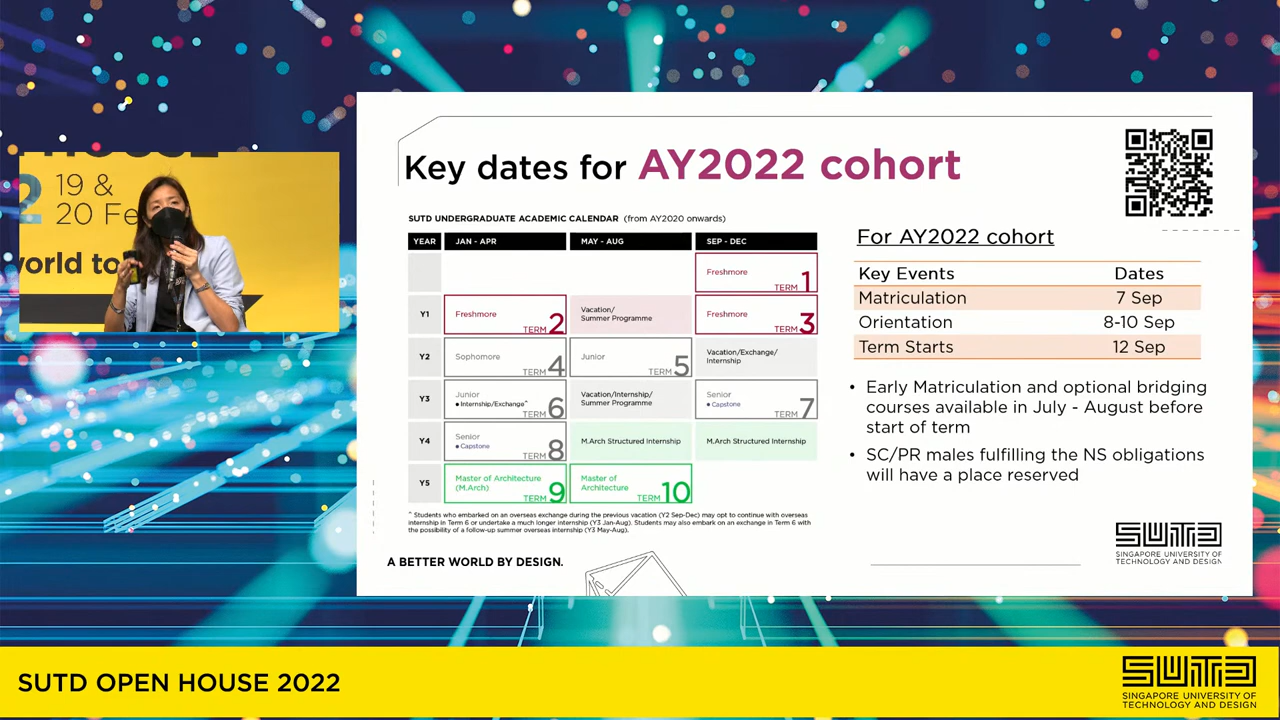 19 &
20 Fe
world to
Key dates for AY2022 cohort
SUTD UNDERGRADUATE ACADEMIC CALENDAR (from AY2020 onwards)
YEAR JAN - APR MAY - AUG SEP - DEC
Freshmore TERM 1
Y1 Freshmore TERM 2 Vacation/ Summer Programme Freshmore TERM 3
Y2 Sophomore TERM 4 Junior TERM 5 Vacation/Exchange/ Internship
Y3 Junior • Internship/Exchange^ TERM 6 Vacation/Internship/ Summer Programme Senior • Capstone TERM 7
Y4 Senior • Capstone TERM 8 M.Arch Structured Internship M.Arch Structured Internship
Y5 Master of Architecture (M.Arch) TERM 9 Master of Architecture TERM 10
^ Students who embarked on an overseas exchange during the previous vacation (Y2 Sep-Dec) may opt to continue with overseas
internship in Term 6 or undertake a much longer internship (Y3 Jan-Aug). Students may also embark on an exchange in Term 6 with
the possibility of a follow-up summer overseas internship (Y3 May-Aug).
For AY2022 cohort
Key Events Dates
Matriculation 7 Sep
Orientation 8-10 Sep
Term Starts 12 Sep
• Early Matriculation and optional bridging
courses available in July - August before
start of term
• SC/PR males fulfilling the NS obligations
will have a place reserved
A BETTER WORLD BY DESIGN.
SUTD
SINGAPORE UNIVERSITY OF
TECHNOLOGY AND DESIGN
SUTD OPEN HOUSE 2022
SUTD
SINGAPORE UNIVERSITY OF
TECHNOLOGY AND DESIGN